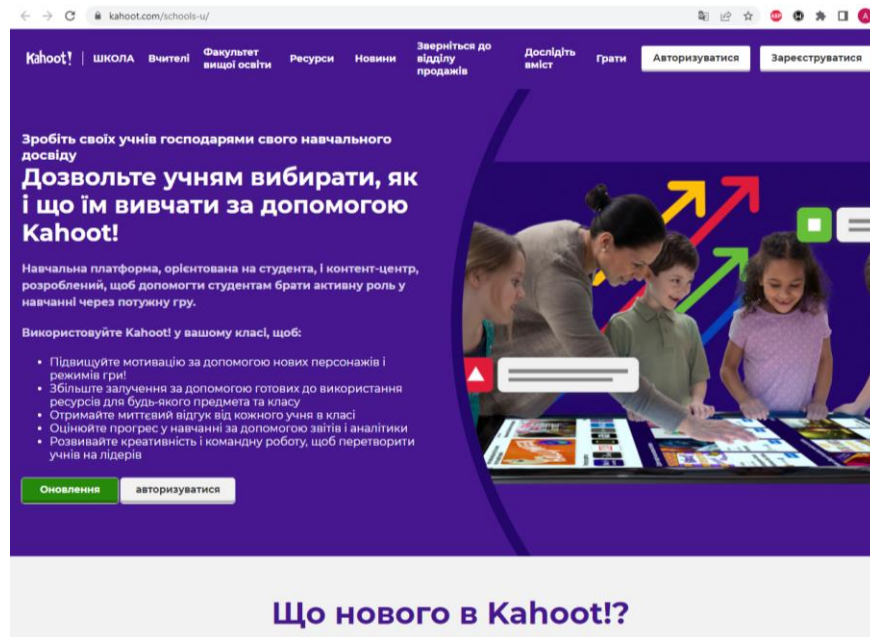 kahoot.com/schools-u/
Kahoot! | ШКОЛА Вчителі Факультет вищої освіти Ресурси Новини Зверніться до відділу продажів Дослідіть вміст Грати Авторизуватися Зареєструватися
Зробіть своїх учнів господарями свого навчального
досвіду
Дозвольте учням вибирати, як
і що їм вивчати за допомогою
Kahoot!
Навчальна платформа, орієнтована на студента, і контент-центр,
розроблений, щоб допомогти студентам брати активну роль у
навчанні через потужну гру.
Використовуйте Kahoot! у вашому класі, щоб:
Підвищуйте мотивацію за допомогою нових персонажів і
режимів гри!
Збільште залучення за допомогою готових до використання
ресурсів для будь-якого предмета та класу
Отримайте миттєвий відгук від кожного учня в класі
Оцінюйте прогрес у навчанні за допомогою звітів і аналітики
Розвивайте креативність і командну роботу, щоб перетворити
учнів на лідерів
Оновлення авторизуватися
Що нового в Kahoot!?